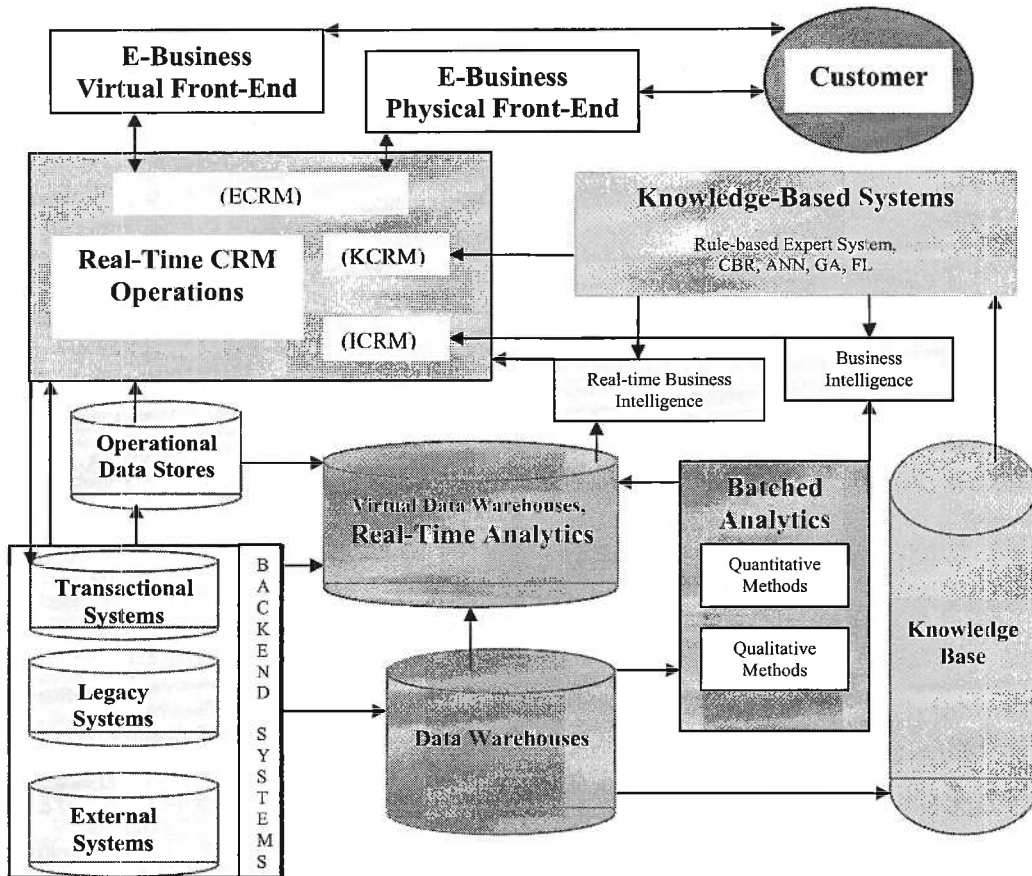 E-Business
Virtual Front-End
E-Business
Physical Front-End
Customer
(ECRM)
Real-Time CRM
Operations
(KCRM)
(ICRM)
Knowledge-Based Systems
Rule-based Expert System,
CBR, ANN, GA, FL
Real-time Business
Intelligence
Business
Intelligence
Operational
Data Stores
Virtual Data Warehouses,
Real-Time Analytics
Batched
Analytics
Quantitative
Methods
Qualitative
Methods
Knowledge
Base
Transactional
Systems
Legacy
Systems
External
Systems
BACKEND SYSTEMS
Data Warehouses